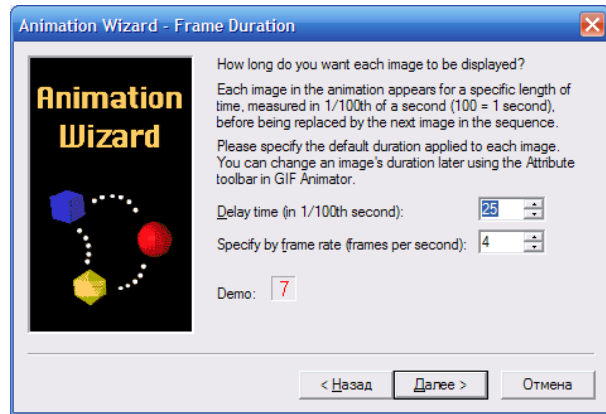 Animation Wizard - Frame Duration
Animation
Wizard
How long do you want each image to be displayed?
Each image in the animation appears for a specific length of
time, measured in 1/100th of a second (100 = 1 second),
before being replaced by the next image in the sequence.
Please specify the default duration applied to each image.
You can change an image's duration later using the Attribute
toolbar in GIF Animator.
Delay time (in 1/100th second): 25
Specify by frame rate (frames per second): 4
Demo: 7
< Назад Далее > Отмена